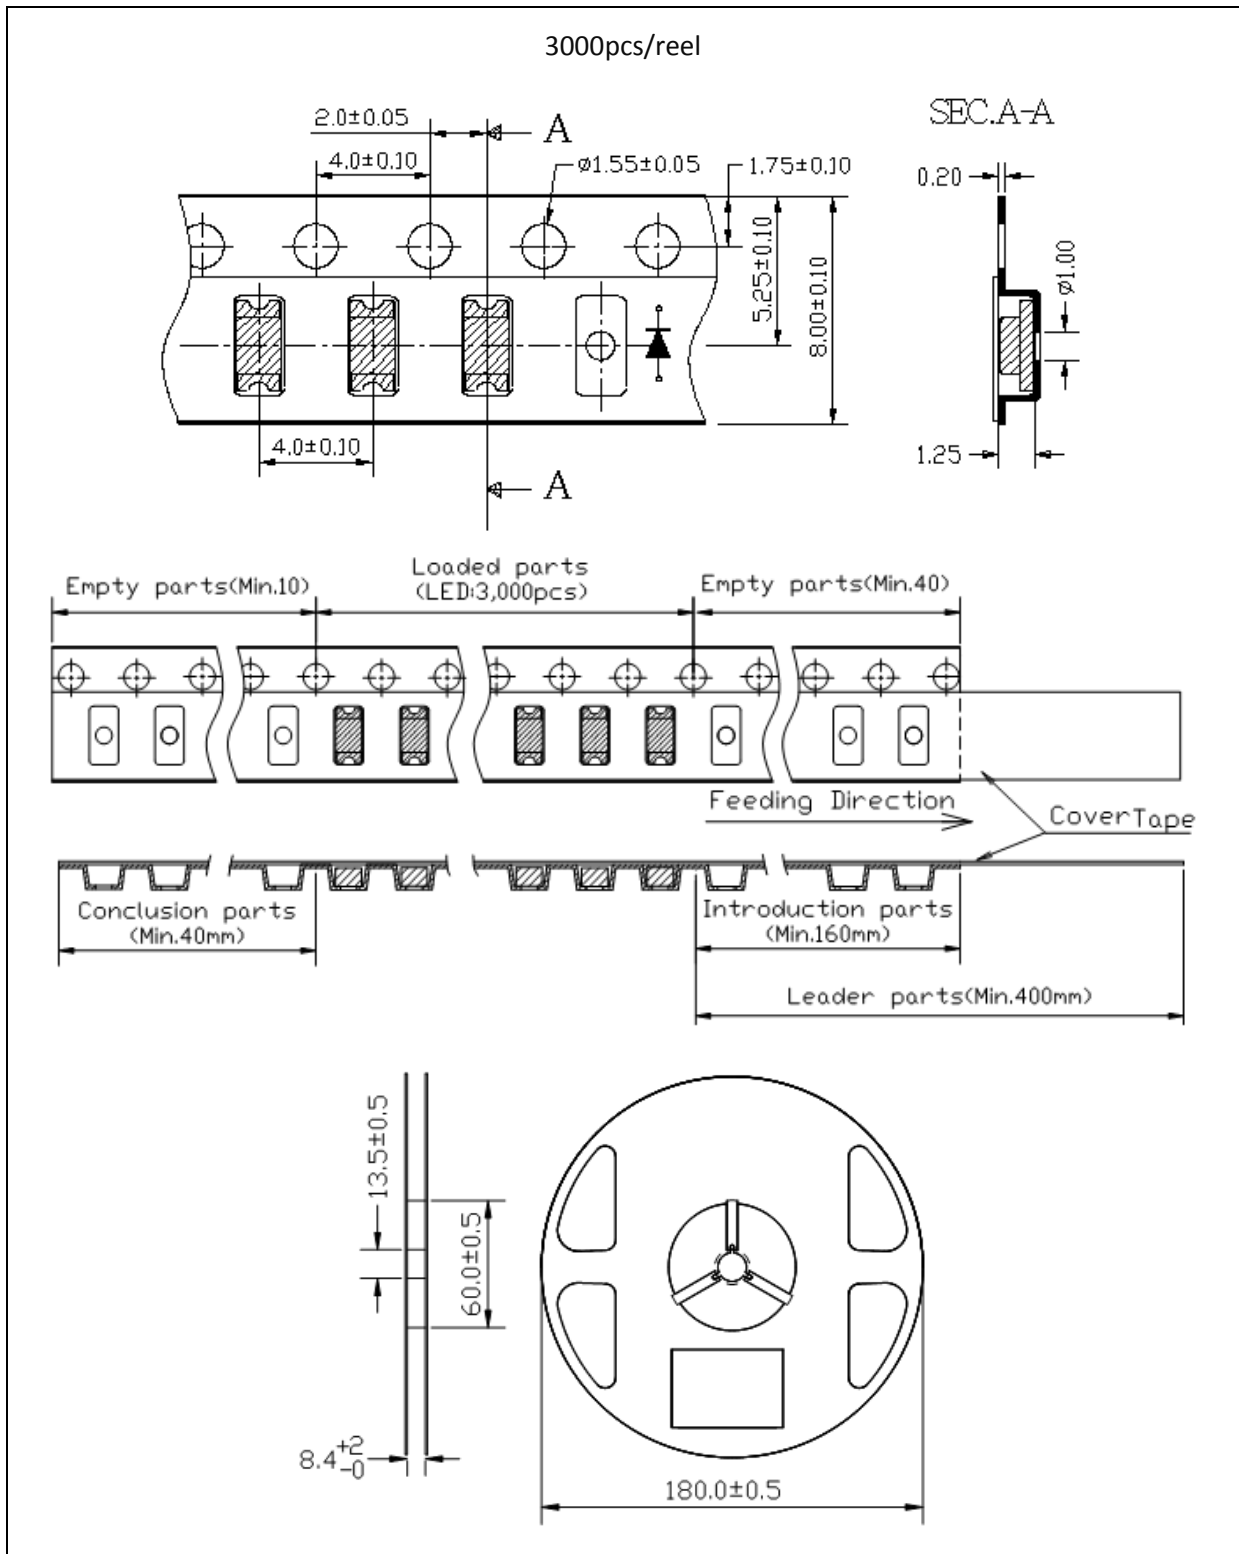 3000pcs/reel
2.0±0.05
A
SEC.A-A
4.0±0.10
ø1.55±0.05
1.75±0.10
0.20
5.25±0.10
8.00±0.10
ø1.00
4.0±0.10
1.25
A
Empty parts(Min.10)
Loaded parts
(LED:3,000pcs)
Empty parts(Min.40)
Feeding Direction
CoverTape
Conclusion parts
(Min.40mm)
Introduction parts
(Min.160mm)
Leader parts(Min.400mm)
13.5±0.5
60.0±0.5
8.4+2-0
180.0±0.5